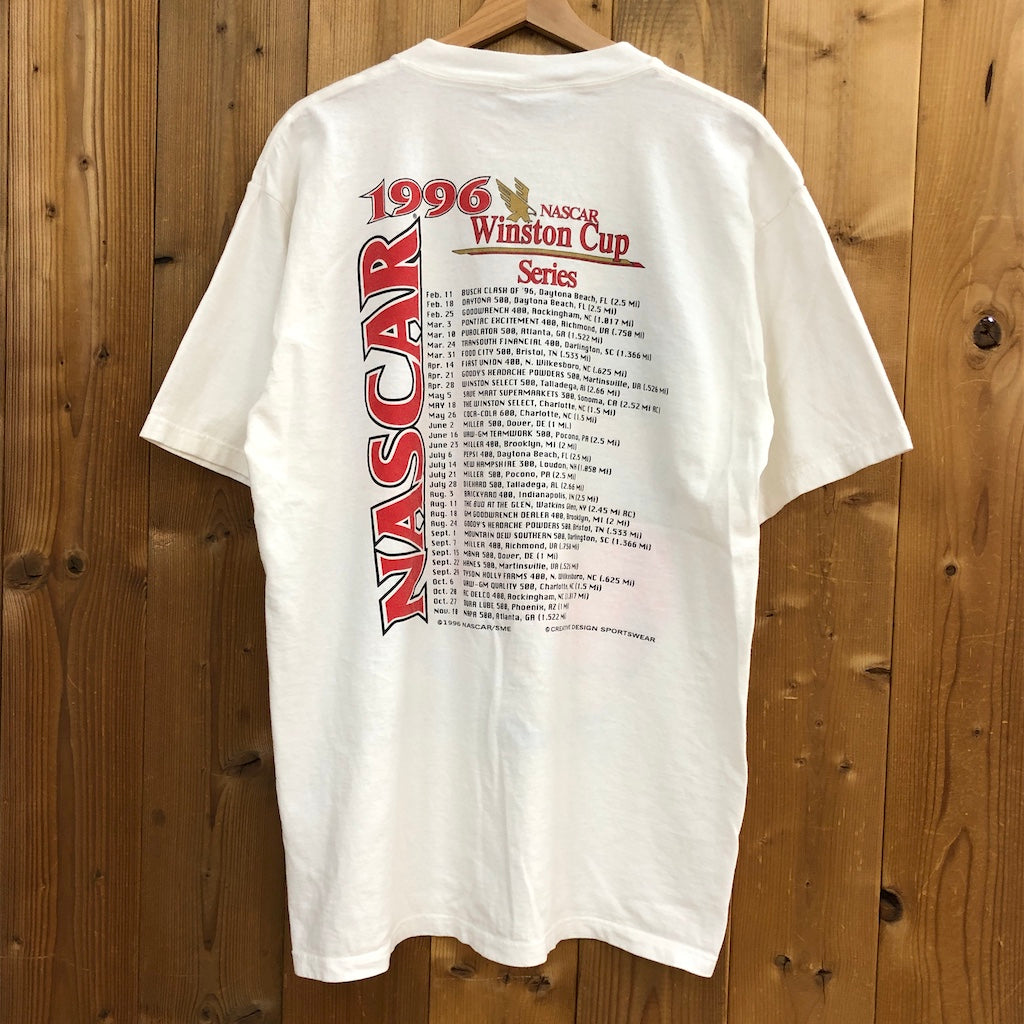 1996
NASCAR
Winston Cup
Series
NASCAR
Feb. 11 BUSCH CLASH OF '96, Daytona Beach, FL (2.5 Mi)
Feb. 18 DAYTONA 500, Daytona Beach, FL (2.5 Mi)
Feb. 25 GOODWRENCH 400, Rockingham, NC (1.017 Mi)
Mar. 3 PONTIAC EXCITEMENT 400, Richmond, VA (.750 Mi)
Mar. 10 PUROLATOR 500, Atlanta, GA (1.522 Mi)
Mar. 24 TRANSOUTH FINANCIAL 400, Darlington, SC (1.366 Mi)
Mar. 31 FOOD CITY 500, Bristol, TN (.533 Mi)
Apr. 14 FIRST UNION 400, N. Wilkesboro, NC (.625 Mi)
Apr. 21 GOODY'S HEADACHE POWDERS 500, Martinsville, VA (.526 Mi)
Apr. 28 WINSTON SELECT 500, Talladega, Al (2.66 Mi)
May 5 SAVE MART SUPERMARKETS 300, Sonoma, CA (2.52 Mi RC)
MAY 18 THE WINSTON SELECT, Charlotte, NC (1.5 Mi)
May 26 COCA-COLA 600, Charlotte, NC (1.5 Mi)
June 2 MILLER 500, Dover, DE (1 Mi.)
June 16 UAW-GM TEAMWORK 500, Pocono, PA (2.5 Mi)
June 23 MILLER 400, Brooklyn, MI (2 Mi)
July 6 PEPSI 400, Daytona Beach, FL (2.5 Mi)
July 14 NEW HAMPSHIRE 300, Loudon, NH (1.058 Mi)
July 21 MILLER 500, Pocono, PA (2.5 Mi)
July 28 DIEHARD 500, Talladega, AL (2.66 Mi)
Aug. 3 BRICKYARD 400, Indianapolis, IN (2.5 Mi)
Aug. 11 THE BUD AT THE GLEN, Watkins Glen, NY (2.45 Mi RC)
Aug. 18 GM GOODWRENCH DEALER 400, Brooklyn, MI (2 Mi)
Aug. 24 GOODY'S HEADACHE POWDERS 500, Bristol, TN (.533 Mi)
Sept. 1 MOUNTAIN DEW SOUTHERN 500, Darlington, SC (1.366 Mi)
Sept. 7 MILLER 400, Richmond, VA (.750 Mi)
Sept. 15 MBNA 500, Dover, DE (1 Mi)
Sept. 22 HANES 500, Martinsville, VA (.526 Mi)
Sept. 29 TYSON HOLLY FARMS 400, N. Wilkesboro, NC (.625 Mi)
Oct. 6 UAW-GM QUALITY 500, Charlotte, NC (1.5 Mi)
Oct. 20 AC DELCO 400, Rockingham, NC (1.017 Mi)
Oct. 27 DURA LUBE 500, Phoenix, AZ (1 Mi
Nov. 10 NAPA 500, Atlanta, GA (1.522 Mi)
©1996 NASCAR/SME © CREATIVE DESIGN SPORTSWEAR